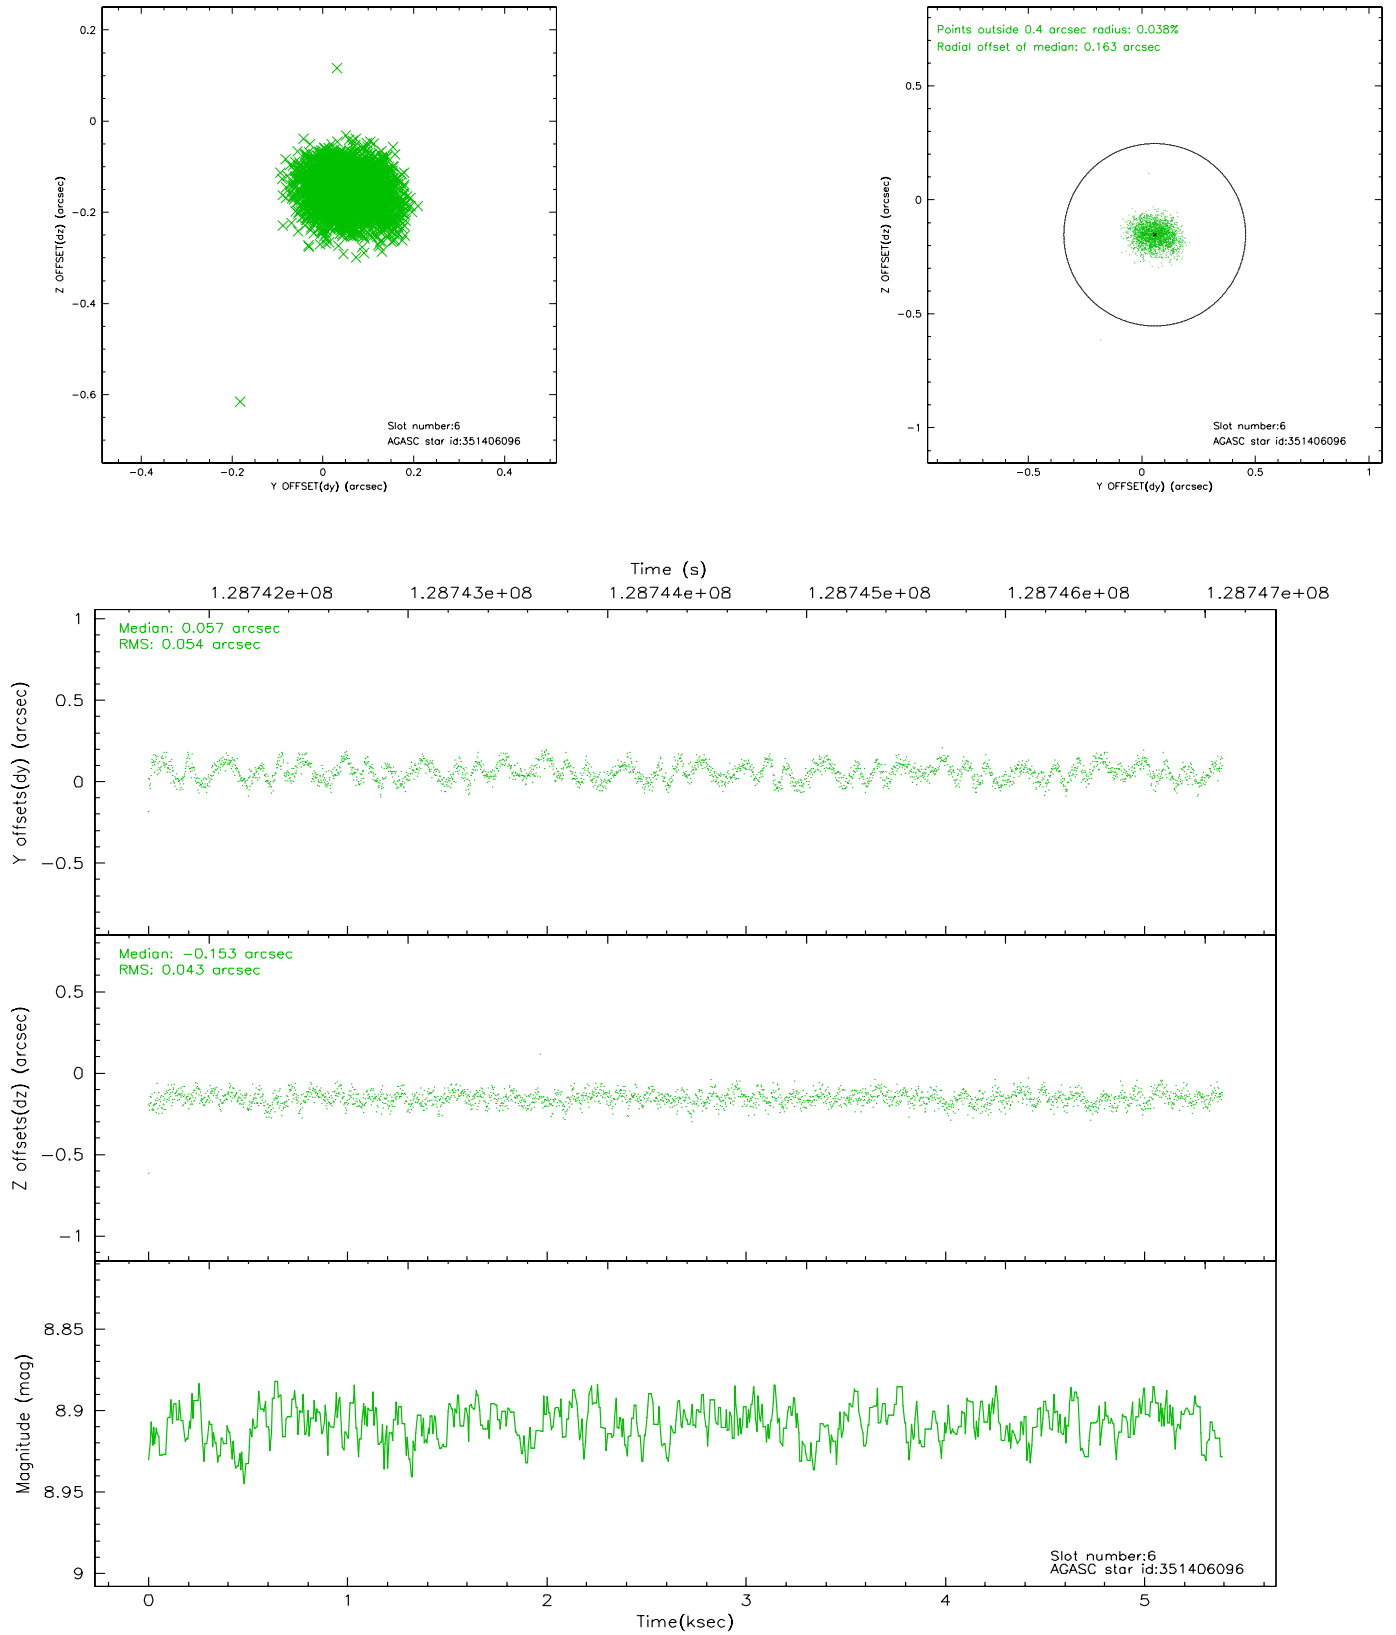 0.2
0
−0.2
−0.4
−0.6
Z OFFSET(dz) (arcsec)
Slot number:6
AGASC star id:351406096
−0.4
−0.2
0
0.2
0.4
Y OFFSET(dy) (arcsec)
Points outside 0.4 arcsec radius: 0.038%
Radial offset of median: 0.163 arcsec
0.5
0
−0.5
−1
Z OFFSET(dz) (arcsec)
Slot number:6
AGASC star id:351406096
−0.5
0
0.5
1
Y OFFSET(dy) (arcsec)
Time (s)
1.28742e+08
1.28743e+08
1.28744e+08
1.28745e+08
1.28746e+08
1.28747e+08
Median: 0.057 arcsec
RMS: 0.054 arcsec
1
0.5
0
−0.5
Y offsets(dy) (arcsec)
Median: −0.153 arcsec
RMS: 0.043 arcsec
0.5
0
−0.5
−1
Z offsets(dz) (arcsec)
8.85
8.9
8.95
9
Magnitude (mag)
Slot number:6
AGASC star id:351406096
0
1
2
3
4
5
Time(ksec)